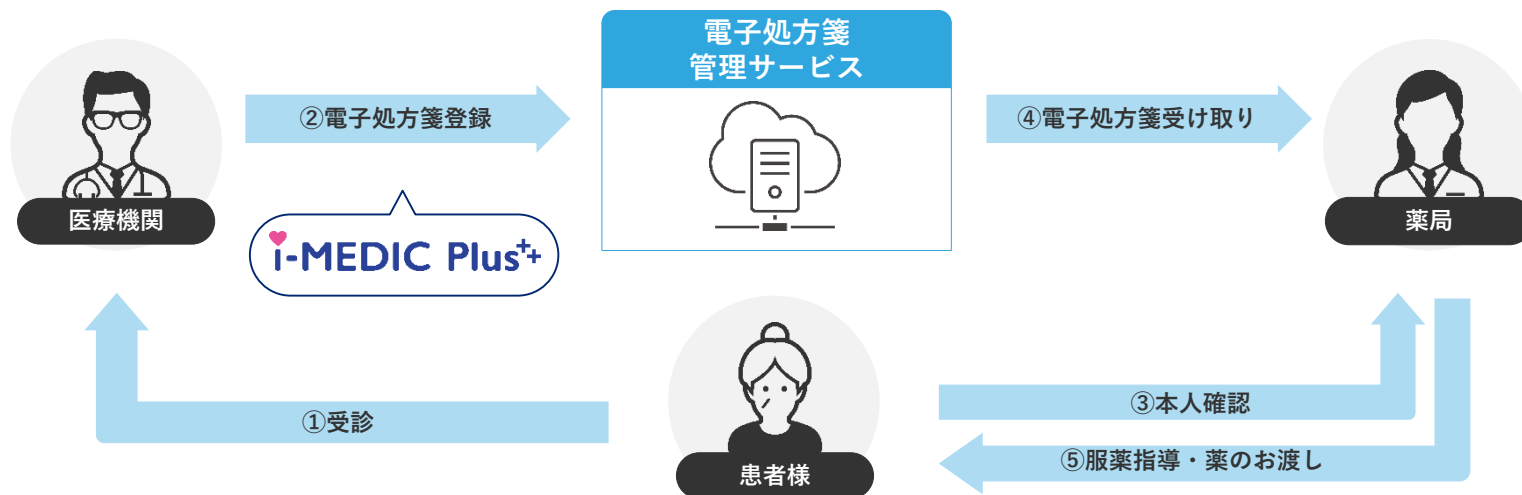 電子処方箋
管理サービス
②電子処方箋登録
④電子処方箋受け取り
医療機関
薬局
i-MEDIC Plus⁺⁺
①受診
③本人確認
⑤服薬指導・薬のお渡し
患者様